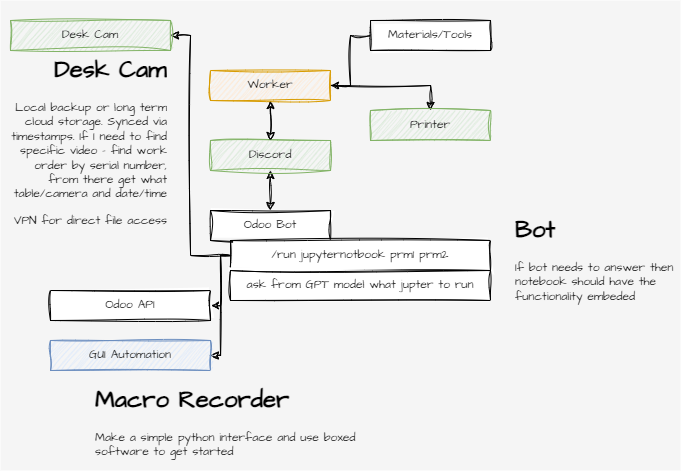 Desk Cam
Materials/Tools
Desk Cam
Worker
Local backup or long term
cloud storage. Synced via
timestamps. If I need to find
specific video - find work
order by serial number,
from there get what
table/camera and date/time
VPN for direct file access
Printer
Discord
Odoo Bot
/run jupyternotbook prm1 prm2
ask from GPT model what jupter to run
Bot
If bot needs to answer then
notebook should have the
functionality embeded
Odoo API
GUI Automation
Macro Recorder
Make a simple python interface and use boxed
software to get started